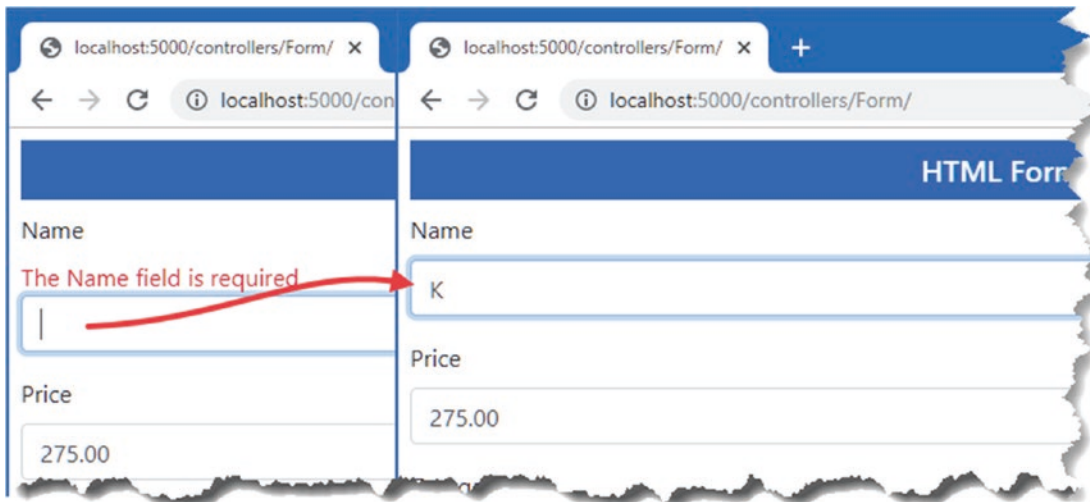 localhost:5000/controllers/Form/
localhost:5000/con
Name
The Name field is required
Price
275.00
localhost:5000/controllers/Form/
localhost:5000/controllers/Form/
HTML Form
Name
K
Price
275.00